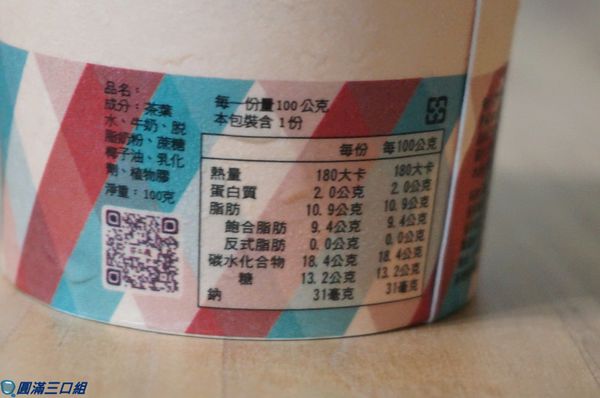 品名：
成分：茶葉
水、牛奶、脫
脂奶粉、蔗糖
椰子油、乳化
劑、植物膠
淨重：100克
每一份量100公克
本包裝含 1份
每份 每100公克
熱量 180大卡 180大卡
蛋白質 2.0公克 2.0公克
脂肪 10.9公克 10.9公克
飽合脂肪 9.4公克 9.4公克
反式脂肪 0.0公克 0.0公克
碳水化合物 18.4公克 18.4公克
糖 13.2公克 13.2公克
鈉 31毫克 31毫克
圓滿三口組